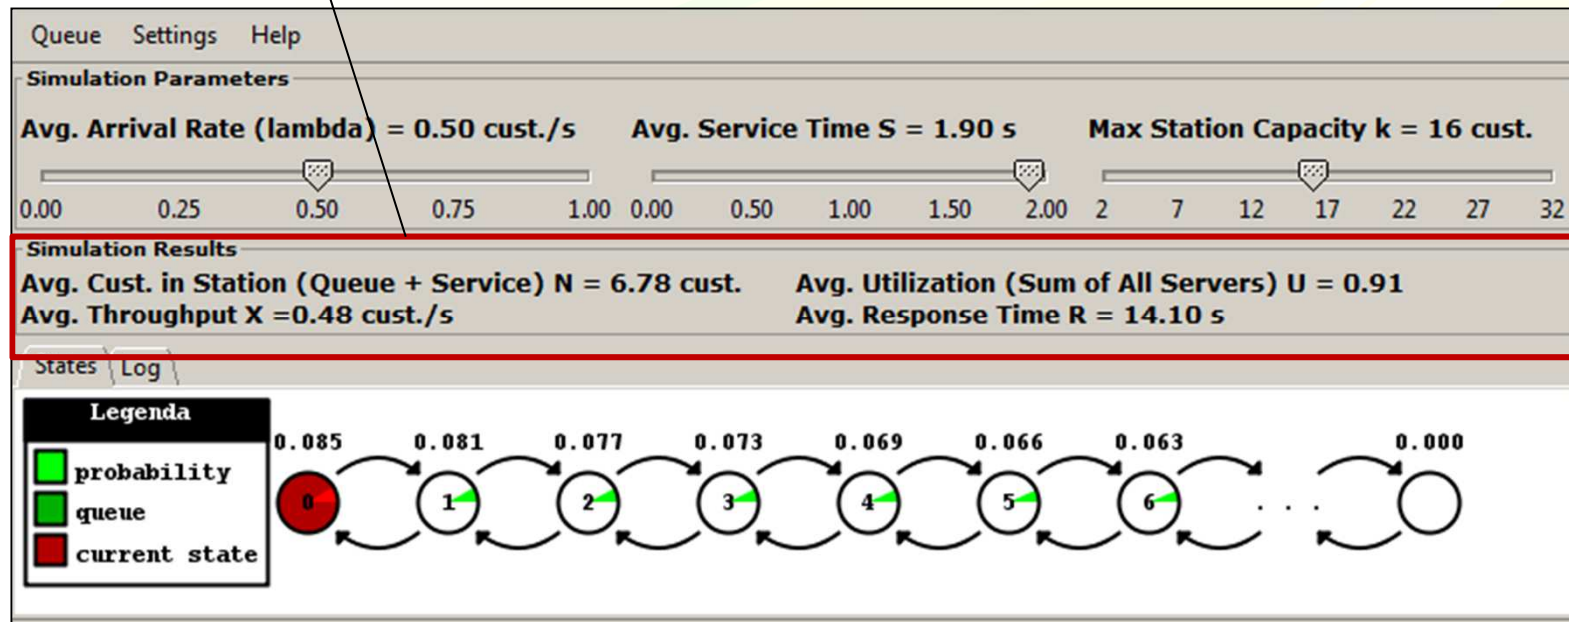 Queue Settings Help
Simulation Parameters
Avg. Arrival Rate (lambda) = 0.50 cust./s Avg. Service Time S = 1.90 s Max Station Capacity k = 16 cust.
0.00 0.25 0.50 0.75 1.00 0.00 0.50 1.00 1.50 2.00 2 7 12 17 22 27 32
Simulation Results
Avg. Cust. in Station (Queue + Service) N = 6.78 cust. Avg. Utilization (Sum of All Servers) U = 0.91
Avg. Throughput X =0.48 cust./s Avg. Response Time R = 14.10 s
States Log
Legenda
probability
queue
current state
0.085 0.081 0.077 0.073 0.069 0.066 0.063 0.000
0 1 2 3 4 5 6 . . .